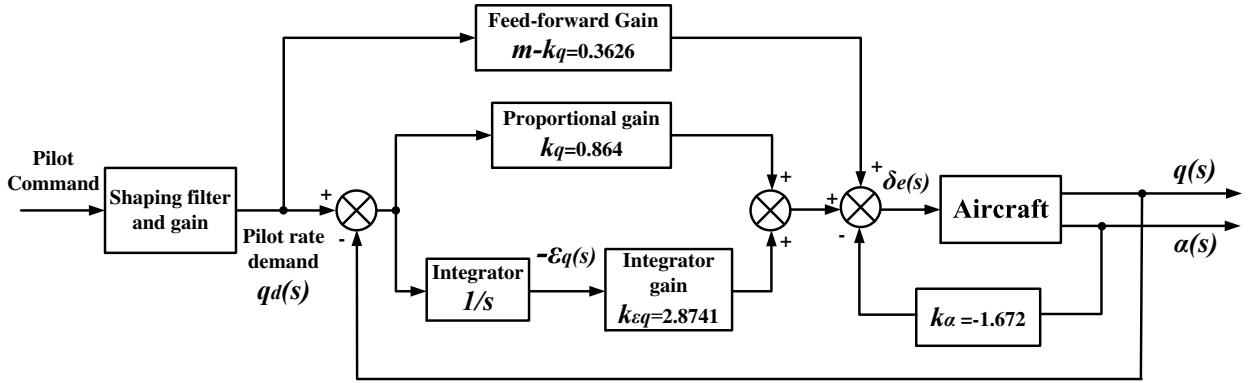 Feed-forward Gain
m-kq=0.3626
Proportional gain
kq=0.864
Pilot
Command
Shaping filter
and gain
+
-
Pilot rate
demand
qd(s)
Integrator
1/s
-εq(s)
Integrator
gain
kεq=2.8741
+
+
+
+
-
δe(s)
Aircraft
q(s)
α(s)
kα =-1.672